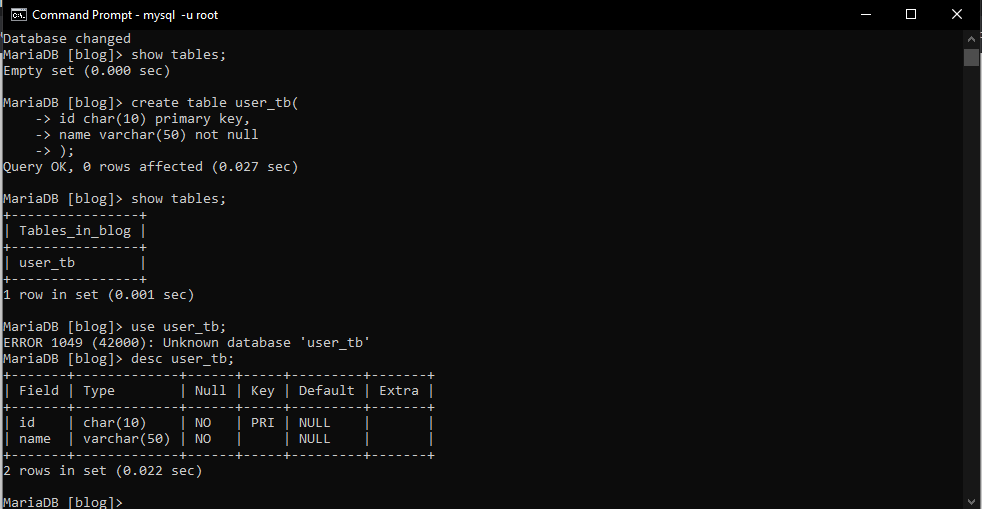 Command Prompt - mysql  -u root
Database changed
MariaDB [blog]> show tables;
Empty set (0.000 sec)
MariaDB [blog]> create table user_tb(
    -> id char(10) primary key,
    -> name varchar(50) not null
    -> );
Query OK, 0 rows affected (0.027 sec)
MariaDB [blog]> show tables;
+----------------+
| Tables_in_blog |
+----------------+
| user_tb        |
+----------------+
1 row in set (0.001 sec)
MariaDB [blog]> use user_tb;
ERROR 1049 (42000): Unknown database 'user_tb'
MariaDB [blog]> desc user_tb;
+-------+-------------+------+-----+---------+-------+
| Field | Type        | Null | Key | Default | Extra |
+-------+-------------+------+-----+---------+-------+
| id    | char(10)    | NO   | PRI | NULL    |       |
| name  | varchar(50) | NO   |     | NULL    |       |
+-------+-------------+------+-----+---------+-------+
2 rows in set (0.022 sec)
MariaDB [blog]>